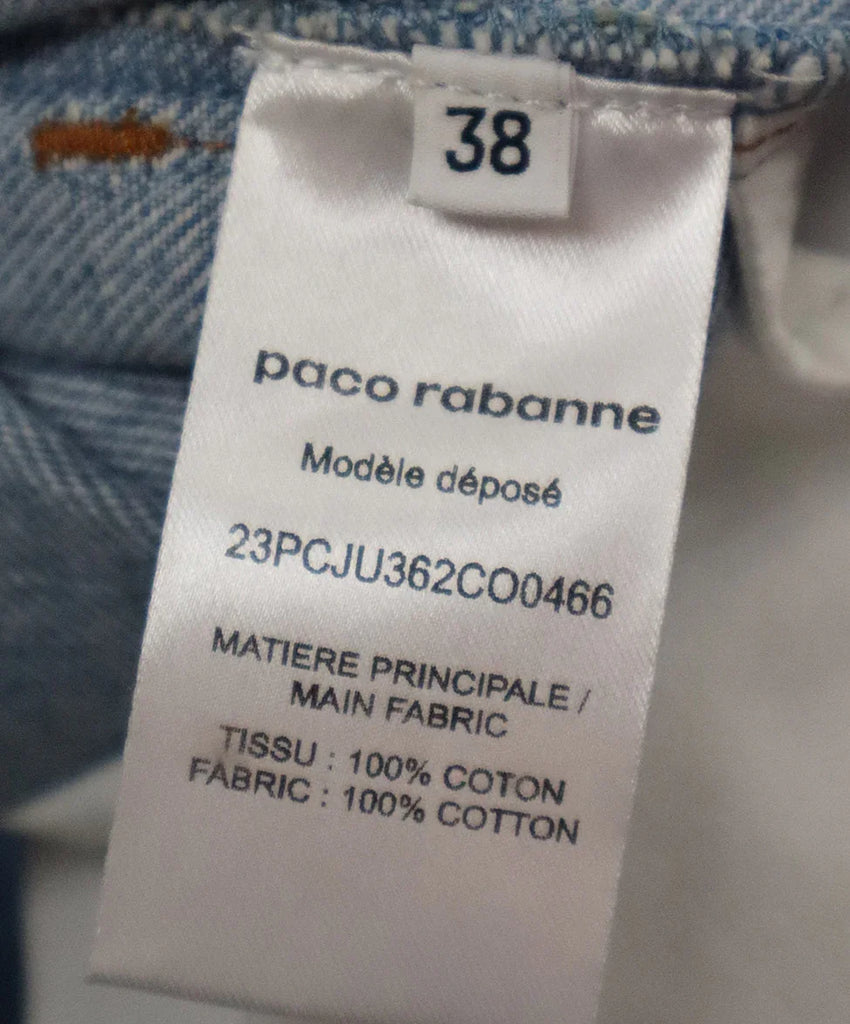 38
paco rabanne
Modèle déposé
23PCJU362CO0466
MATIERE PRINCIPALE /
MAIN FABRIC
TISSU : 100% COTON
FABRIC : 100% COTTON